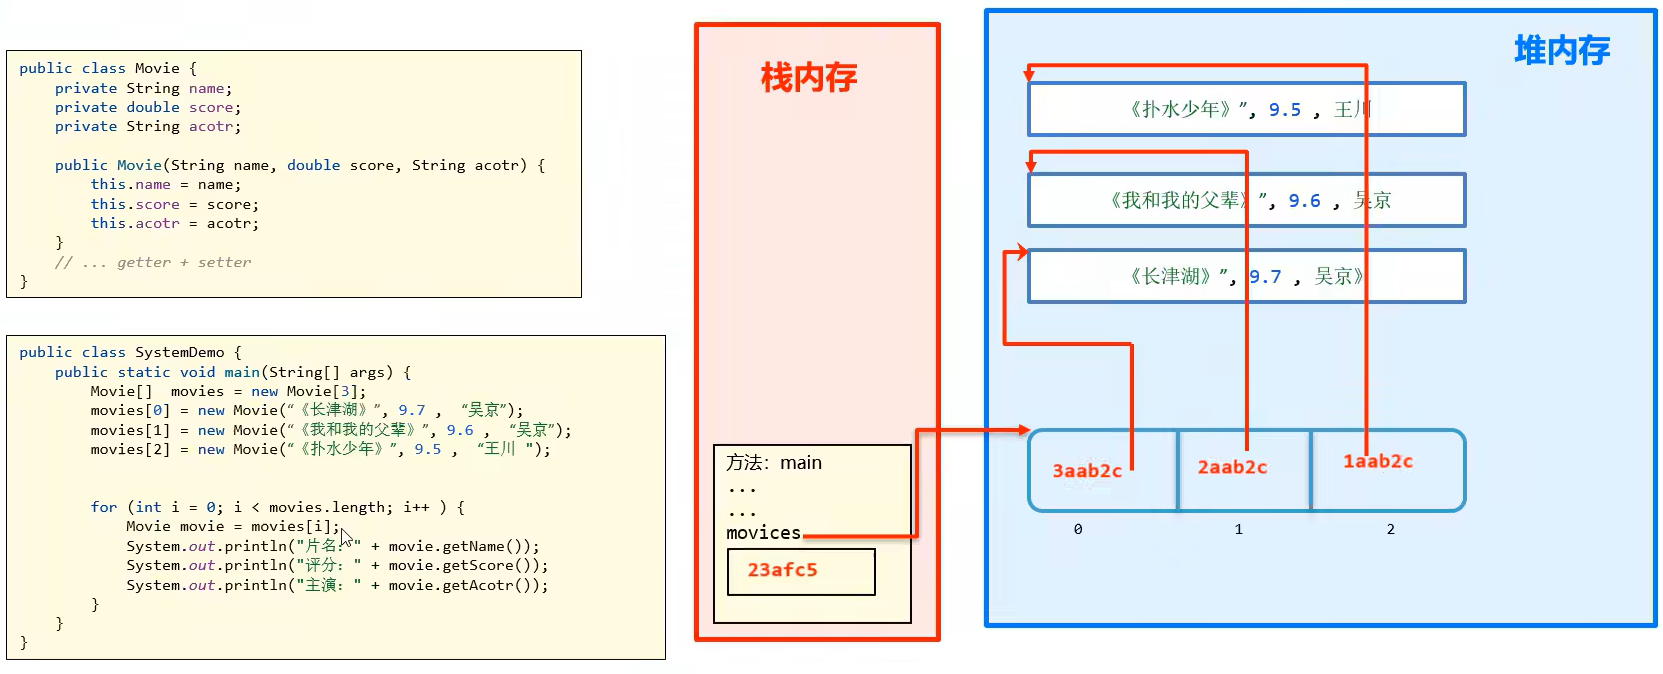 public class Movie {
private String name;
private double score;
private String acotr;
public Movie(String name, double score, String acotr) {
this.name = name;
this.score = score;
this.acotr = acotr;
}
// ... getter + setter
}
public class SystemDemo {
public static void main(String[] args) {
Movie[]  movies = new Movie[3];
movies[0] = new Movie(“《长津湖》”, 9.7 ,  “吴京”);
movies[1] = new Movie(“《我和我的父辈》”, 9.6 ,  “吴京”);
movies[2] = new Movie(“《扑水少年》”, 9.5 ,  “王川 ");
for (int i = 0; i < movies.length; i++ ) {
Movie movie = movies[i];
System.out.println("片名：" + movie.getName());
System.out.println("评分：" + movie.getScore());
System.out.println("主演：" + movie.getAcotr());
}
}
}
栈内存
方法：main
...
...
movices
23afc5
堆内存
《扑水少年》”, 9.5 , 王川
《我和我的父辈》”, 9.6 , 吴京
《长津湖》”, 9.7 , 吴京》
3aab2c 2aab2c 1aab2c
0 1 2